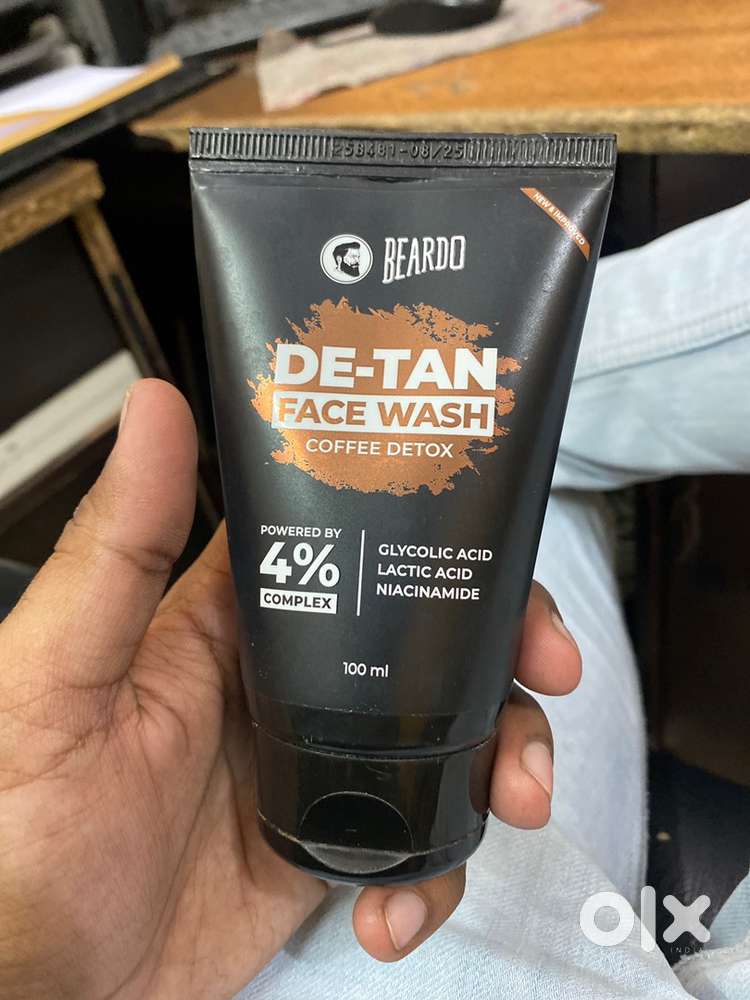 258481-08/25
NEW & IMPROVED
BEARDO
DE-TAN
FACE WASH
COFFEE DETOX
POWERED BY
4%
COMPLEX
GLYCOLIC ACID
LACTIC ACID
NIACINAMIDE
100 ml
olx
INDIA